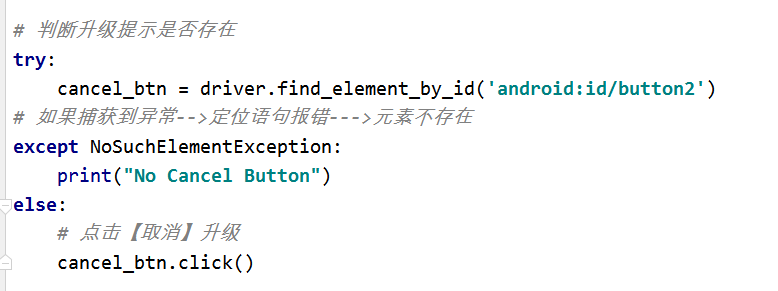 # 判断升级提示是否存在
try:
    cancel_btn = driver.find_element_by_id('android:id/button2')
# 如果捕获到异常-->定位语句报错--->元素不存在
except NoSuchElementException:
    print("No Cancel Button")
else:
    # 点击【取消】升级
    cancel_btn.click()